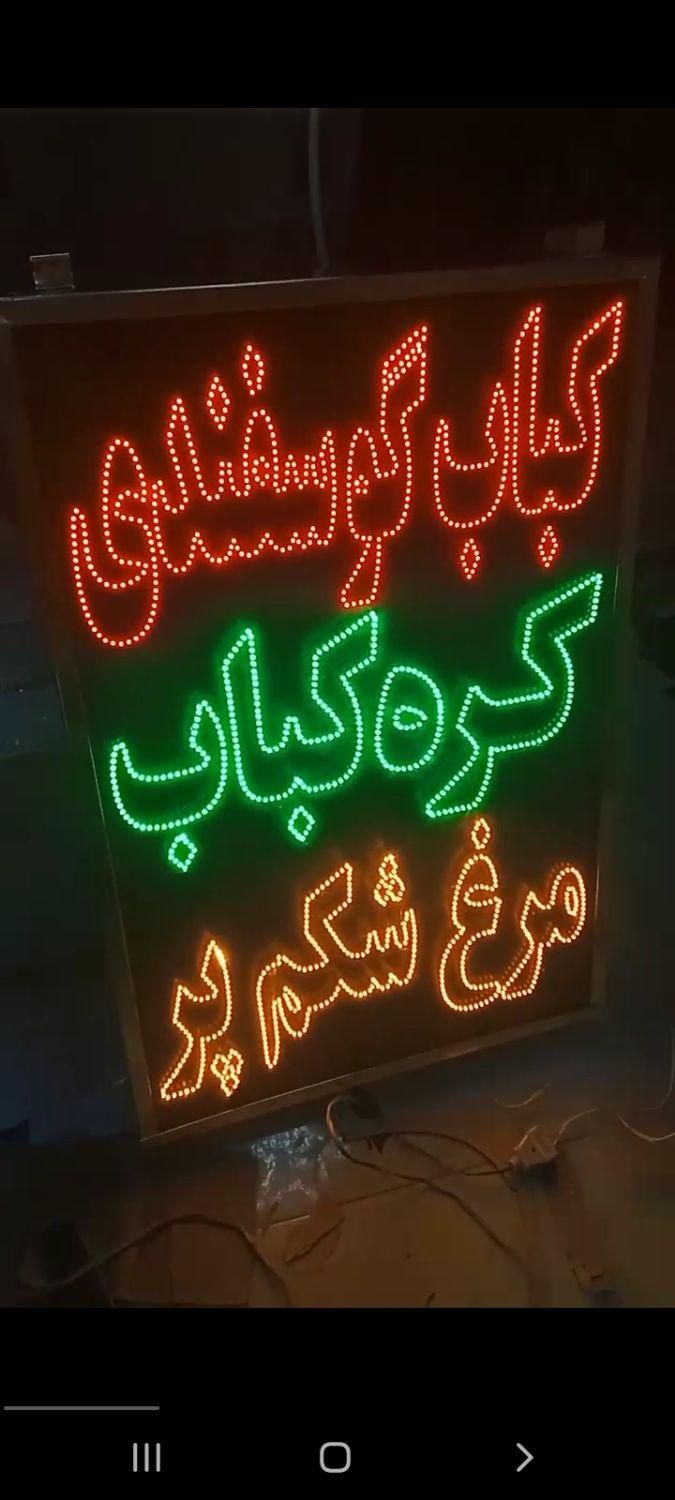 کباب گوسفندی
کره کباب
مرغ شکم پر